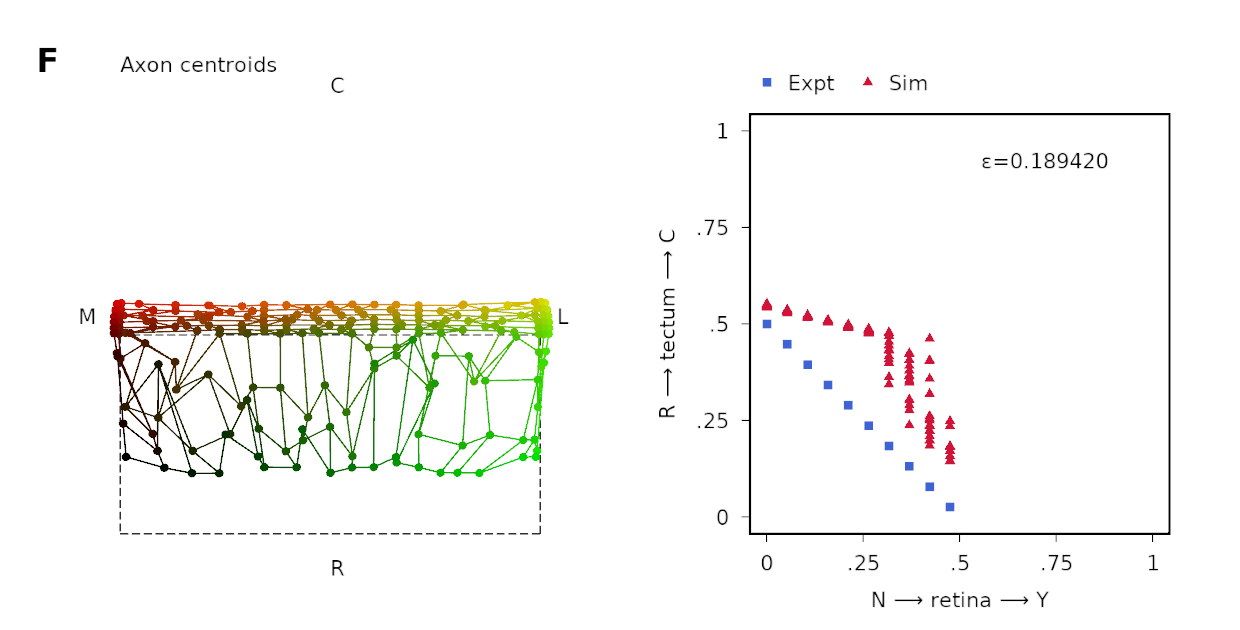 F
Axon centroids
C
M
L
R
Expt
Sim
ε=0.189420
1
.75
.5
.25
0
R ⟶ tectum ⟶ C
0
.25
.5
.75
1
N ⟶ retina ⟶ Y